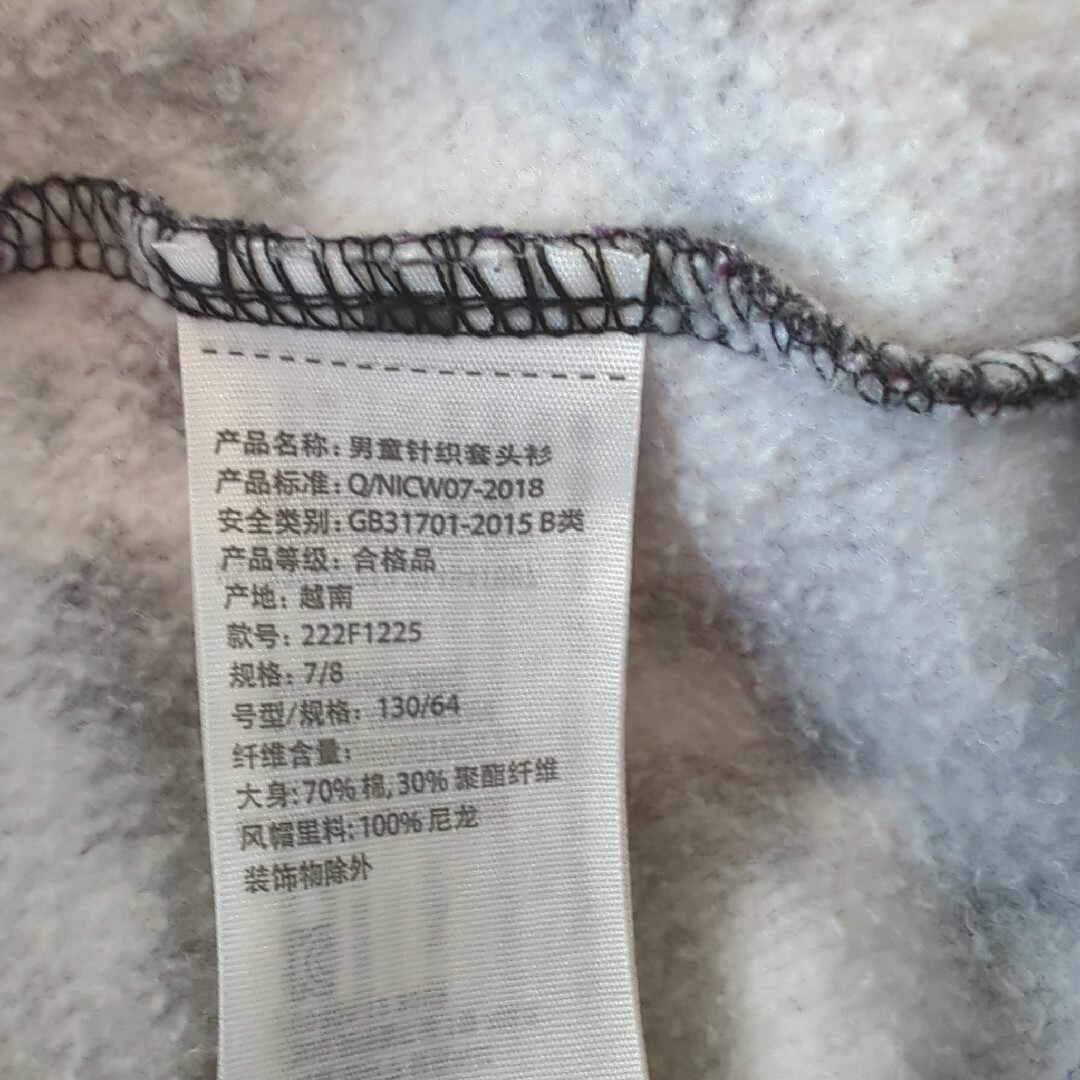 产品名称: 男童针织套头衫
产品标准: Q/NICW07-2018
安全类别: GB31701-2015 B类
产品等级: 合格品
产地: 越南
款号: 222F1225
规格: 7/8
号型/规格: 130/64
纤维含量:
大身: 70% 棉, 30% 聚酯纤维
风帽里料: 100% 尼龙
装饰物除外